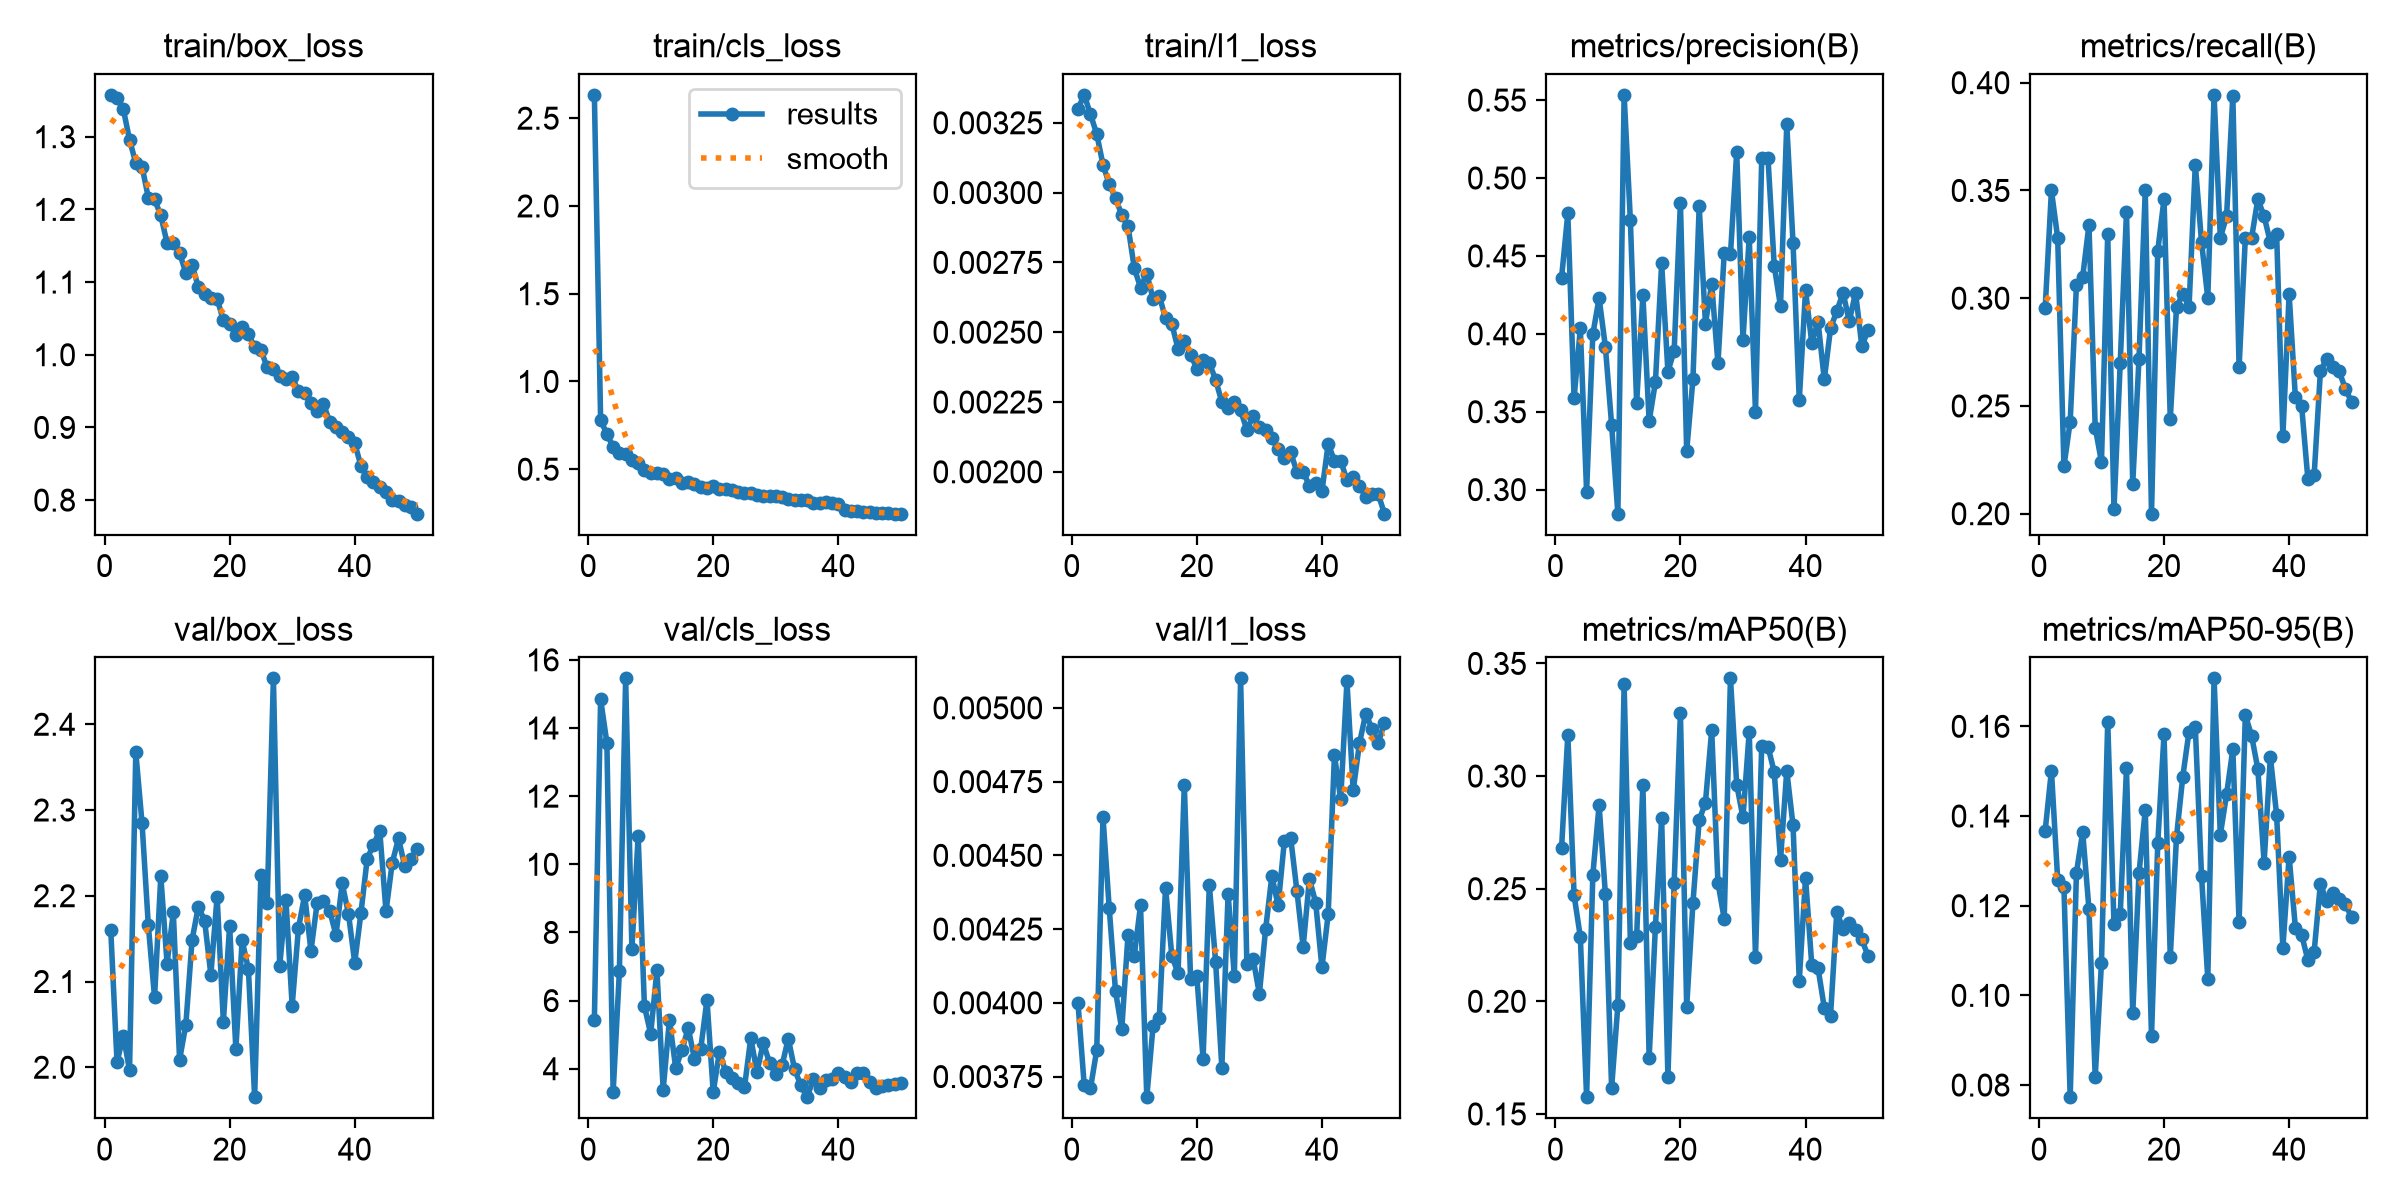 train/box_loss
1.3
1.2
1.1
1.0
0.9
0.8
0 20 40
train/cls_loss
results
smooth
2.5
2.0
1.5
1.0
0.5
0 20 40
train/l1_loss
0.00325
0.00300
0.00275
0.00250
0.00225
0.00200
0 20 40
metrics/precision(B)
0.55
0.50
0.45
0.40
0.35
0.30
0 20 40
metrics/recall(B)
0.40
0.35
0.30
0.25
0.20
0 20 40
val/box_loss
2.4
2.3
2.2
2.1
2.0
0 20 40
val/cls_loss
16
14
12
10
8
6
4
0 20 40
val/l1_loss
0.00500
0.00475
0.00450
0.00425
0.00400
0.00375
0 20 40
metrics/mAP50(B)
0.35
0.30
0.25
0.20
0.15
0 20 40
metrics/mAP50-95(B)
0.16
0.14
0.12
0.10
0.08
0 20 40